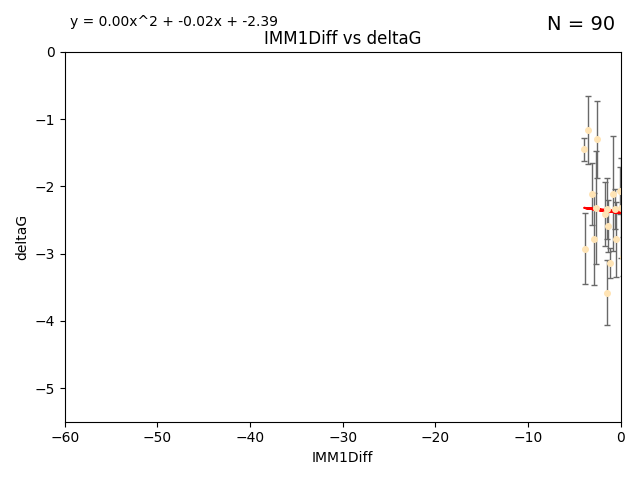 y = 0.00x^2 + -0.02x + -2.39
N = 90
IMM1Diff vs deltaG
deltaG
0
−1
−2
−3
−4
−5
−60
−50
−40
−30
−20
−10
0
IMM1Diff